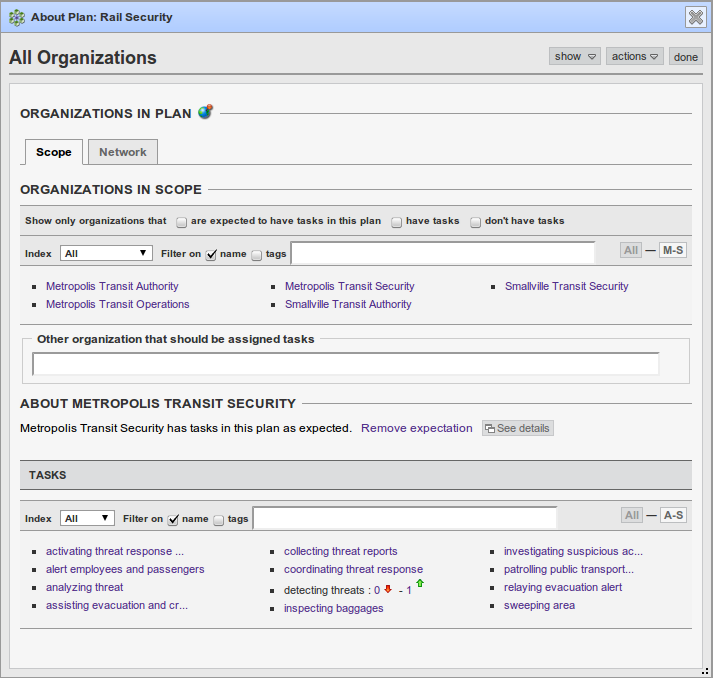 About Plan: Rail Security
All Organizations
show actions done
ORGANIZATIONS IN PLAN
Scope Network
ORGANIZATIONS IN SCOPE
Show only organizations that are expected to have tasks in this plan have tasks don't have tasks
Index All Filter on name tags All — M-S
Metropolis Transit Authority Metropolis Transit Security Smallville Transit Security
Metropolis Transit Operations Smallville Transit Authority
Other organization that should be assigned tasks
ABOUT METROPOLIS TRANSIT SECURITY
Metropolis Transit Security has tasks in this plan as expected. Remove expectation See details
TASKS
Index All Filter on name tags All — A-S
activating threat response ... collecting threat reports investigating suspicious ac...
alert employees and passengers coordinating threat response patrolling public transport...
analyzing threat detecting threats : 0 - 1 relaying evacuation alert
assisting evacuation and cr... inspecting baggages sweeping area